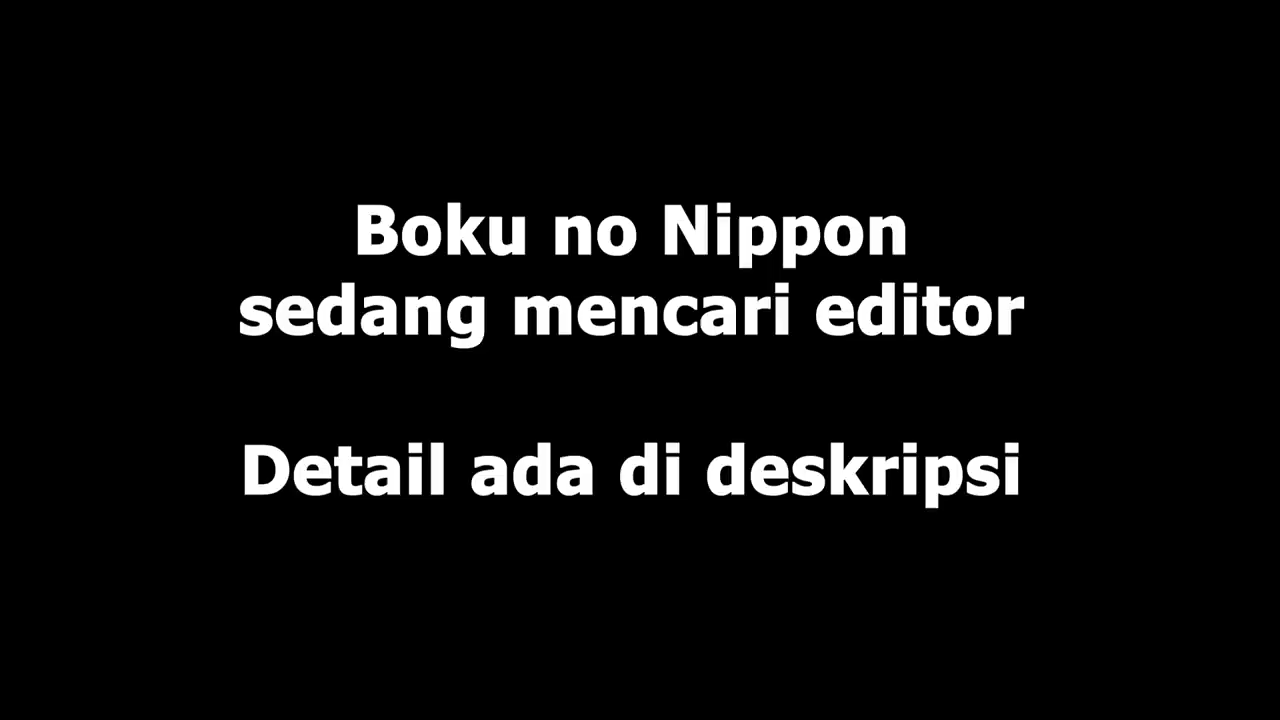 Boku no Nippon
sedang mencari editor
Detail ada di deskripsi